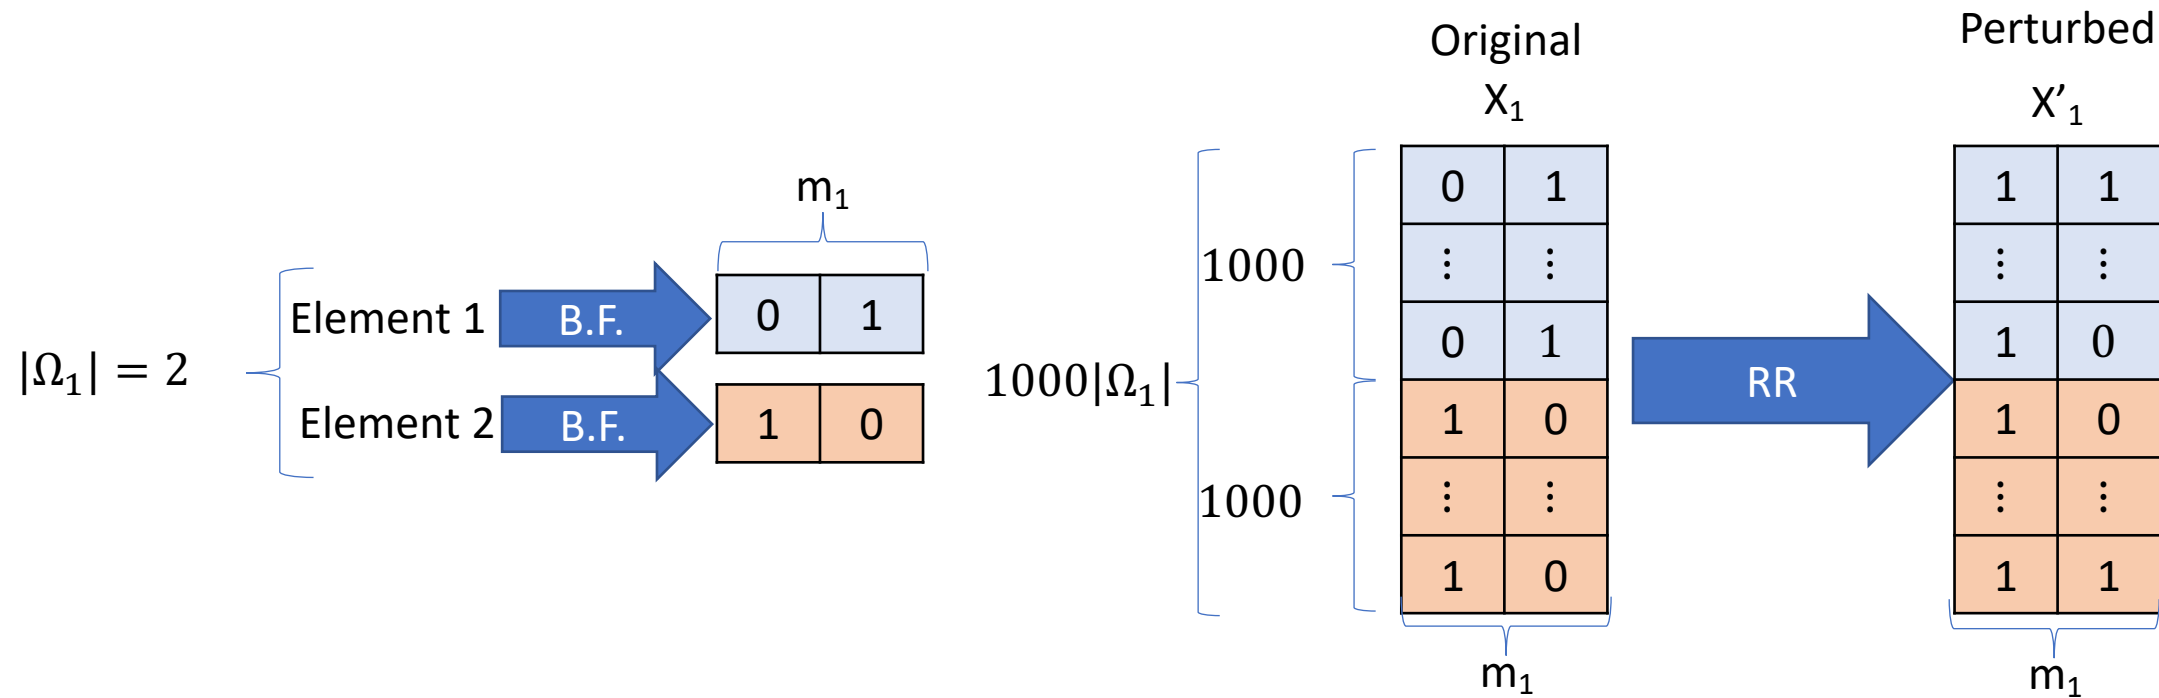 |Ω₁| = 2
Element 1
B.F.
m₁
0 1
Element 2
B.F.
1 0
1000|Ω₁|
1000
1000
Original
X₁
0 1
⋮ ⋮
0 1
1 0
⋮ ⋮
1 0
m₁
RR
Perturbed
X’₁
1 1
⋮ ⋮
1 0
1 0
⋮ ⋮
1 1
m₁